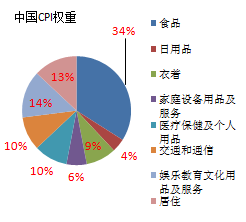 中国CPI权重
34%
4%
9%
6%
10%
10%
14%
13%
食品
日用品
衣着
家庭设备用品及
服务
医疗保健及个人
用品
交通和通信
娱乐教育文化用
品及服务
居住